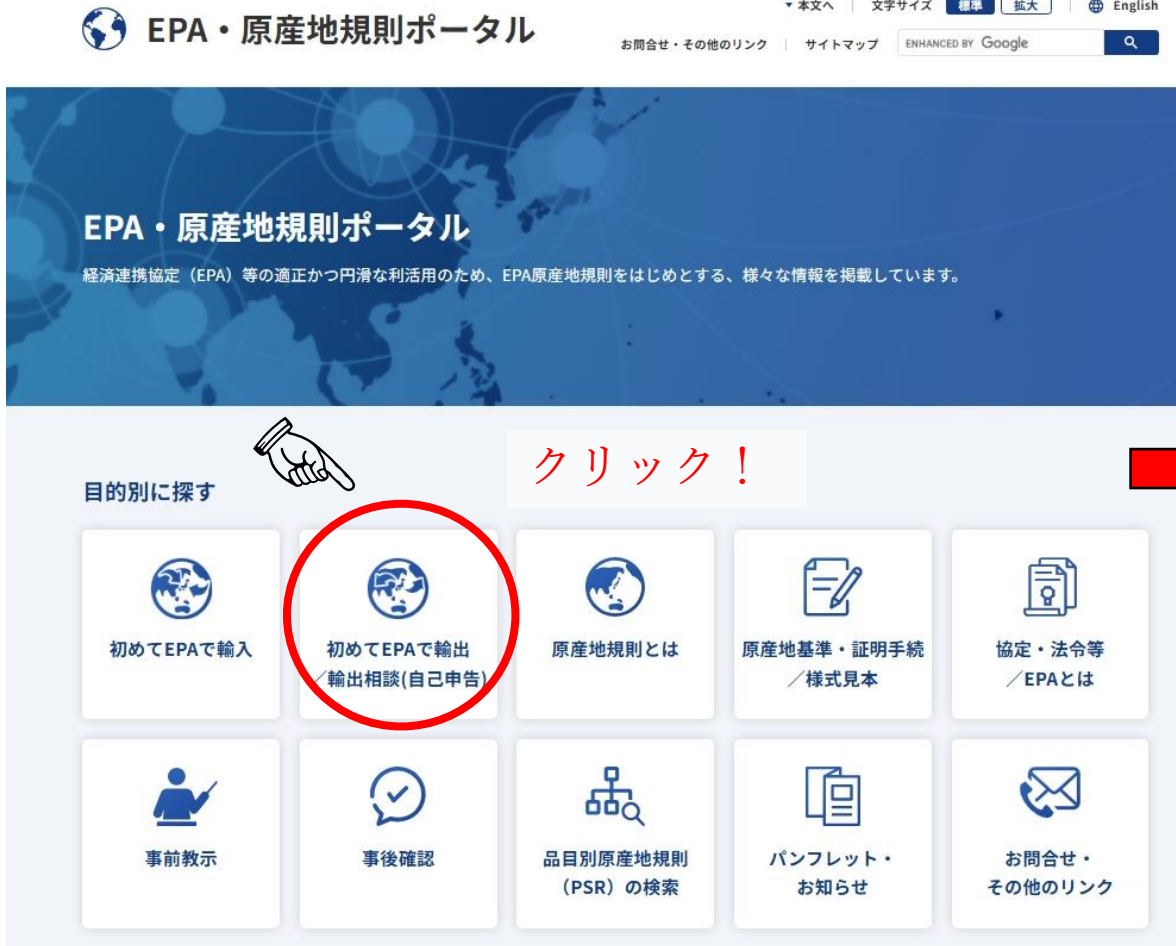 ▼本文へ 文字サイズ 標準 拡大 English
EPA・原産地規則ポータル
お問合せ・その他のリンク サイトマップ ENHANCED BY Google
EPA・原産地規則ポータル
経済連携協定（EPA）等の適正かつ円滑な利活用のため、EPA原産地規則をはじめとする、様々な情報を掲載しています。
クリック！
目的別に探す
初めてEPAで輸入
初めてEPAで輸出
／輸出相談(自己申告)
原産地規則とは
原産地基準・証明手続
／様式見本
協定・法令等
／EPAとは
事前教示
事後確認
品目別原産地規則
（PSR）の検索
パンフレット・
お知らせ
お問合せ・
その他のリンク